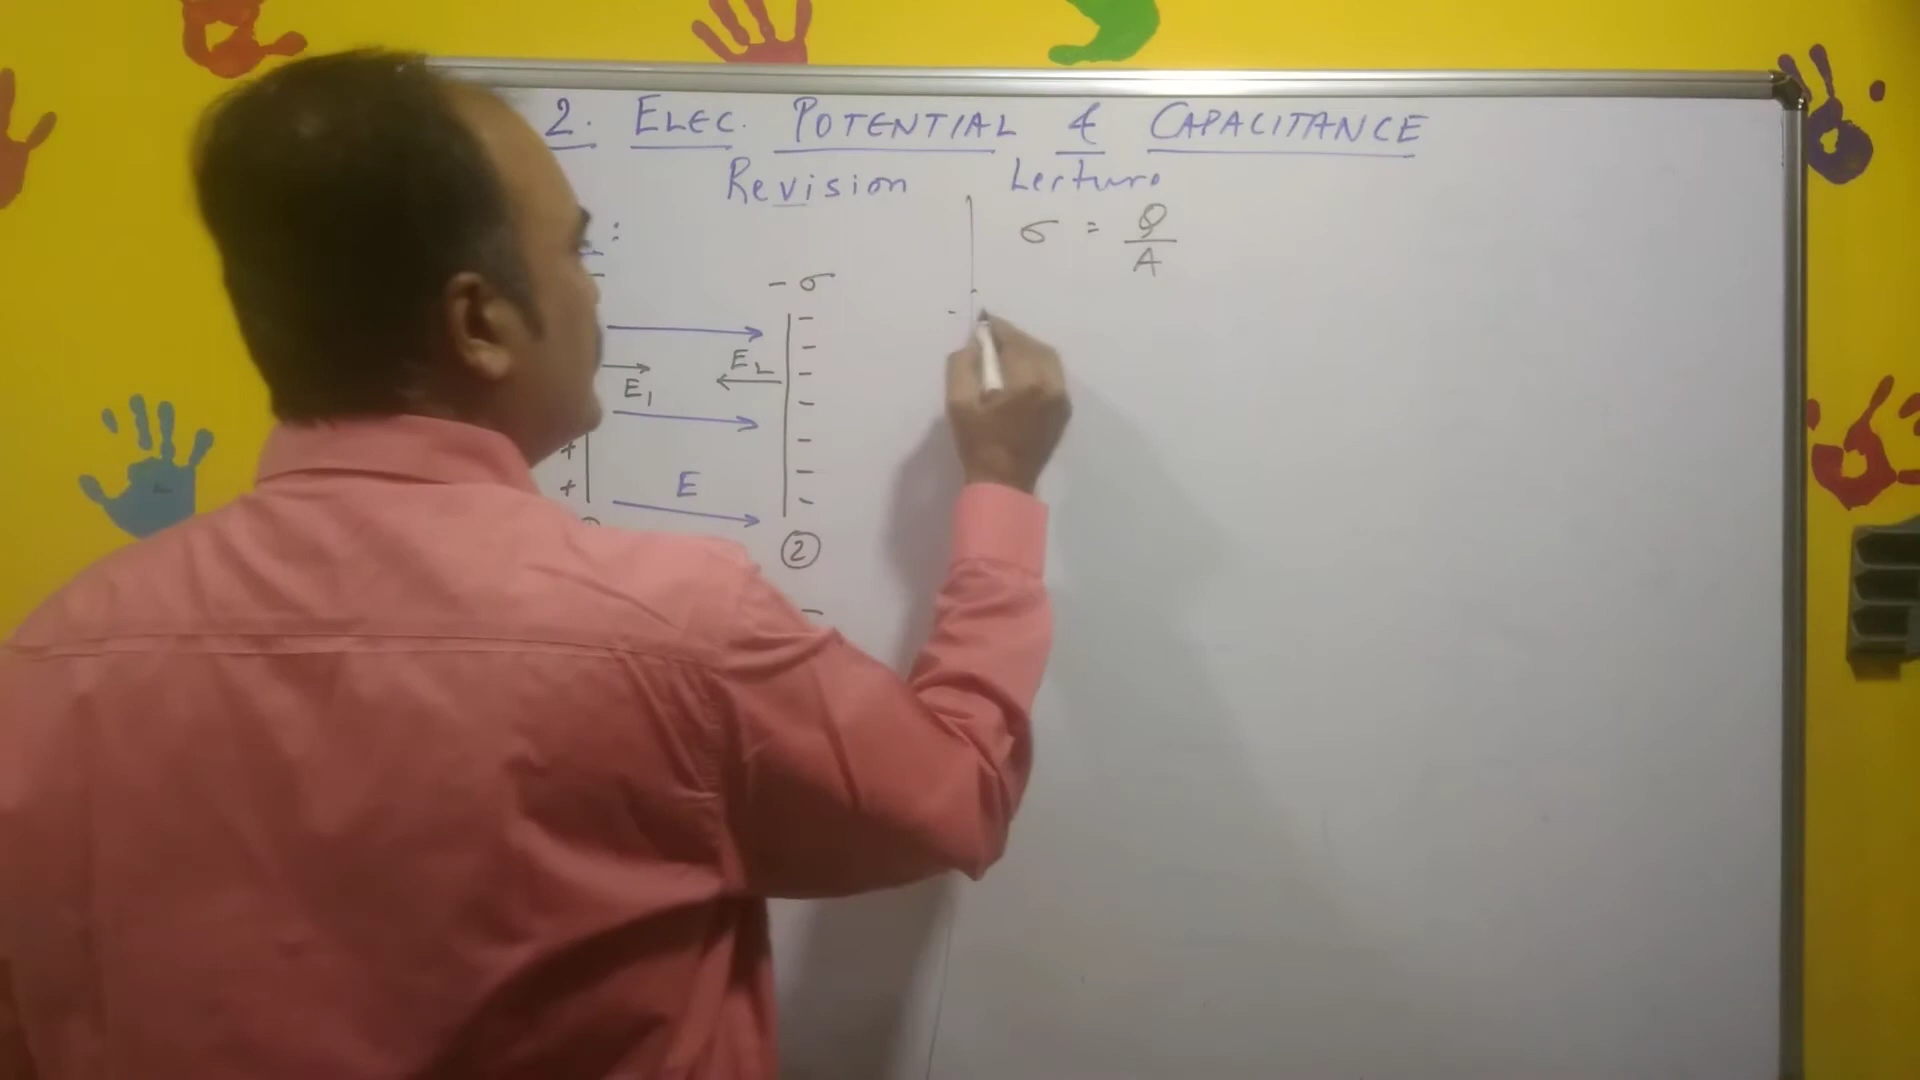 2. ELEC. POTENTIAL & CAPACITANCE
Revision Lecture
:
σ = Q
A
- σ
E₁
E₂
+
+
E
②